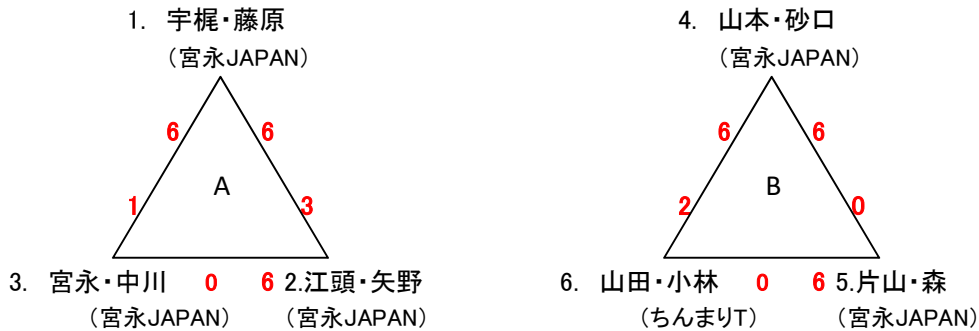 1. 宇梶・藤原
（宮永JAPAN）
6 6
A
1 3
3. 宮永・中川 0 6 2.江頭・矢野
（宮永JAPAN） （宮永JAPAN）
4. 山本・砂口
（宮永JAPAN）
6 6
B
2 0
6. 山田・小林 0 6 5.片山・森
（ちんまりT） （宮永JAPAN）